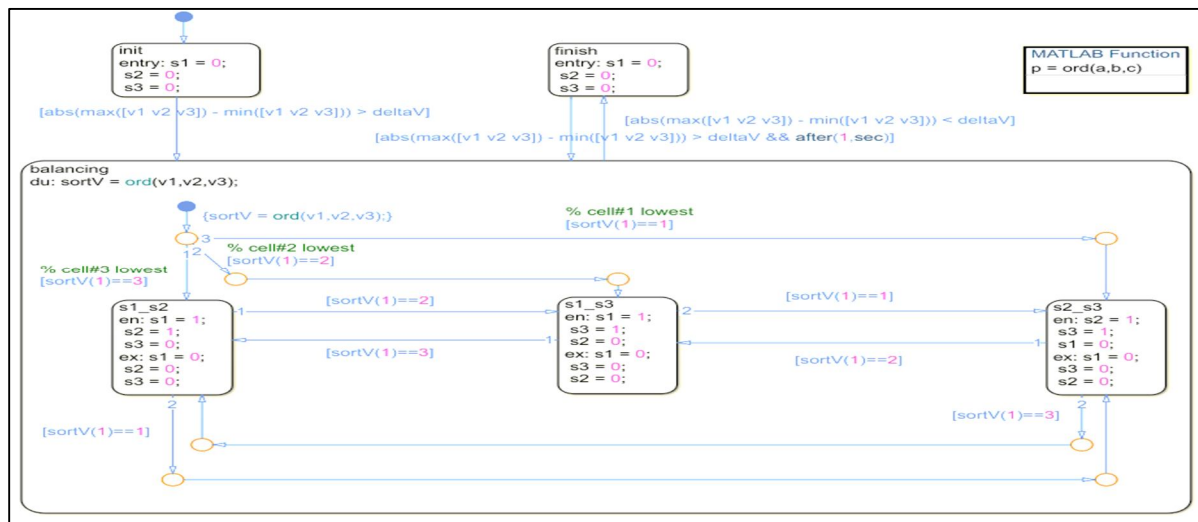 init
entry: s1 = 0;
s2 = 0;
s3 = 0;
finish
entry: s1 = 0;
s2 = 0;
s3 = 0;
MATLAB Function
p = ord(a,b,c)
[abs(max([v1 v2 v3]) - min([v1 v2 v3])) > deltaV]
[abs(max([v1 v2 v3]) - min([v1 v2 v3])) < deltaV]
[abs(max([v1 v2 v3]) - min([v1 v2 v3])) > deltaV && after(1,sec)]
balancing
du: sortV = ord(v1,v2,v3);
{sortV = ord(v1,v2,v3);}
% cell#1 lowest
[sortV(1)==1]
3
1
2
% cell#2 lowest
[sortV(1)==2]
% cell#3 lowest
[sortV(1)==3]
s1_s2
en: s1 = 1;
s2 = 1;
s3 = 0;
ex: s1 = 0;
s2 = 0;
s3 = 0;
1
[sortV(1)==2]
[sortV(1)==3]
1
s1_s3
en: s1 = 1;
s3 = 1;
s2 = 0;
ex: s1 = 0;
s3 = 0;
s2 = 0;
2
[sortV(1)==1]
[sortV(1)==2]
1
s2_s3
en: s2 = 1;
s3 = 1;
s1 = 0;
ex: s1 = 0;
s3 = 0;
s2 = 0;
2
[sortV(1)==1]
2
[sortV(1)==3]